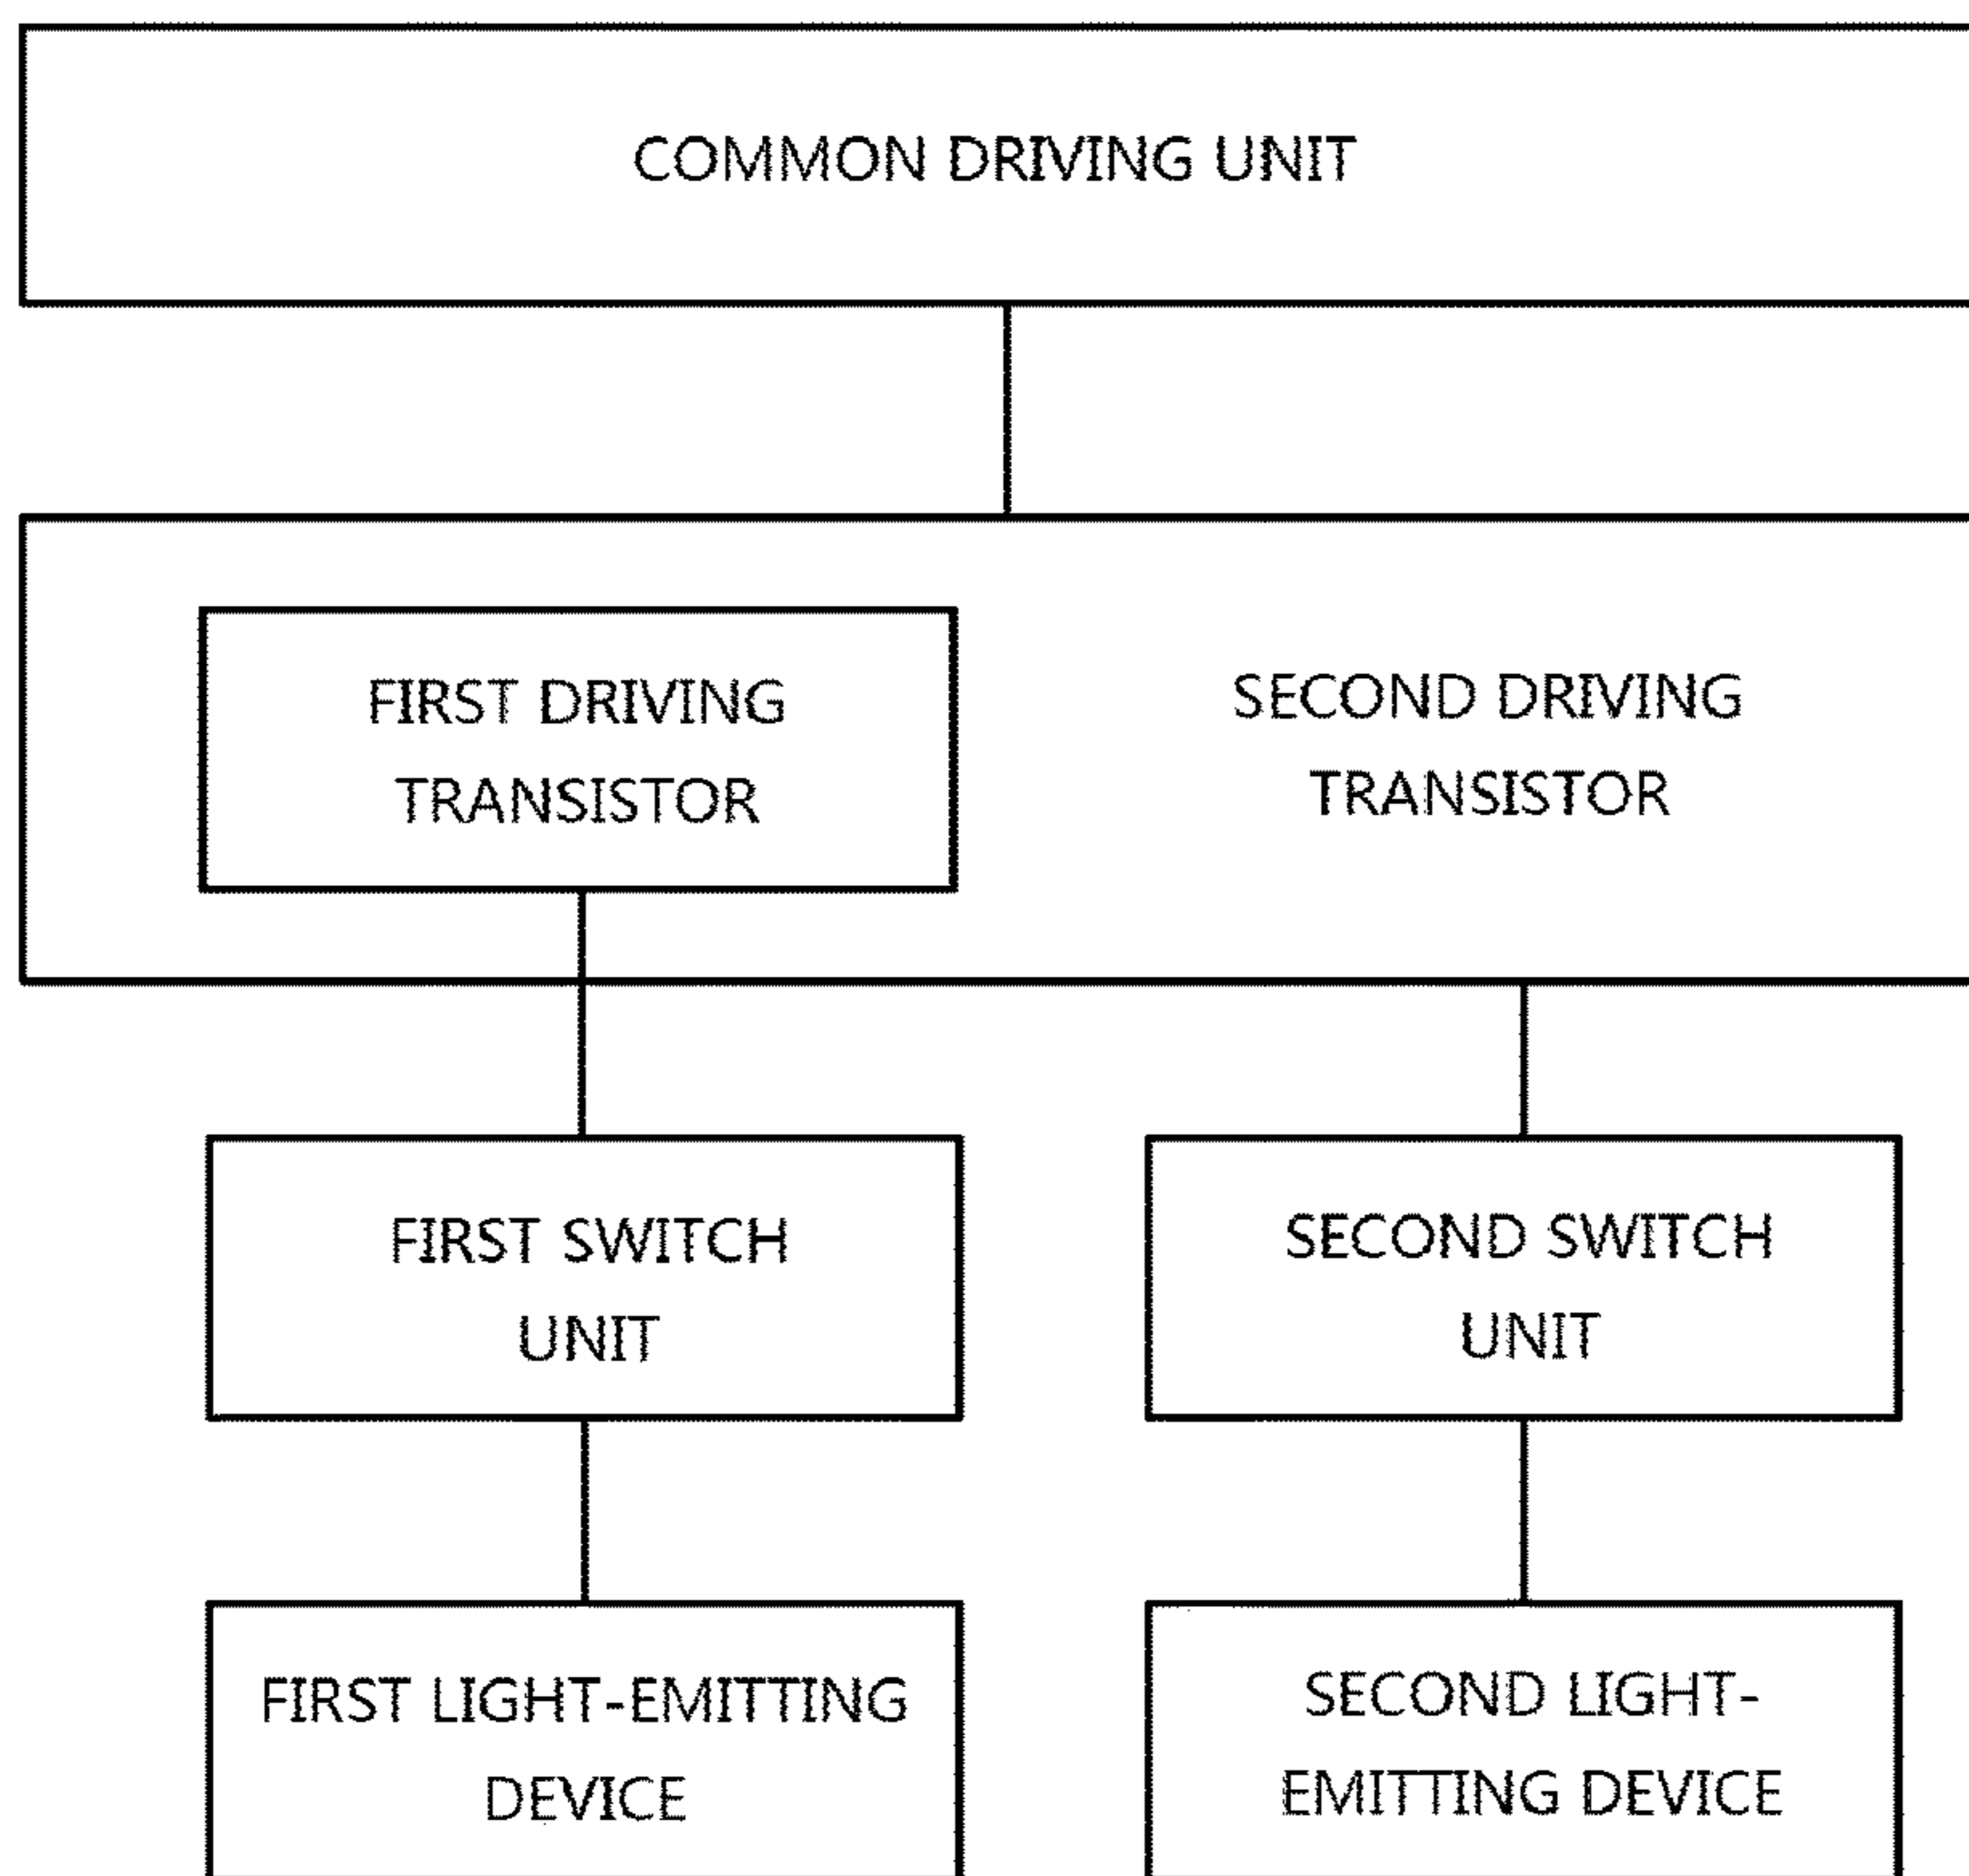 COMMON DRIVING UNIT
FIRST DRIVING
TRANSISTOR
SECOND DRIVING
TRANSISTOR
FIRST SWITCH
UNIT
SECOND SWITCH
UNIT
FIRST LIGHT-EMITTING
DEVICE
SECOND LIGHT-
EMITTING DEVICE